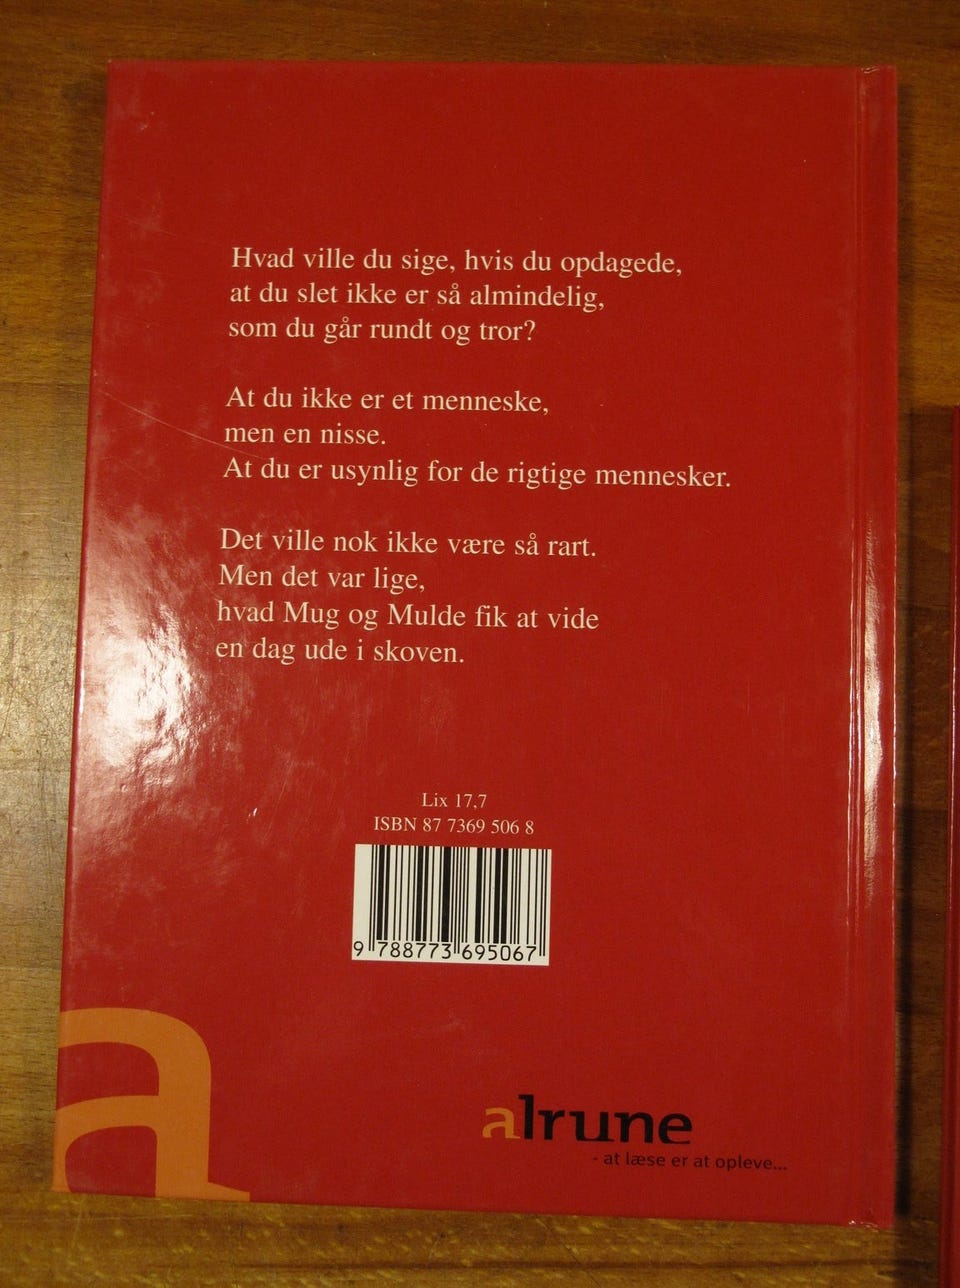 Hvad ville du sige, hvis du opdagede,
at du slet ikke er så almindelig,
som du går rundt og tror?
At du ikke er et menneske,
men en nisse.
At du er usynlig for de rigtige mennesker.
Det ville nok ikke være så rart.
Men det var lige,
hvad Mug og Mulde fik at vide
en dag ude i skoven.
Lix 17,7
ISBN 87 7369 506 8
9 788773 695067
a
alrune
- at læse er at opleve...